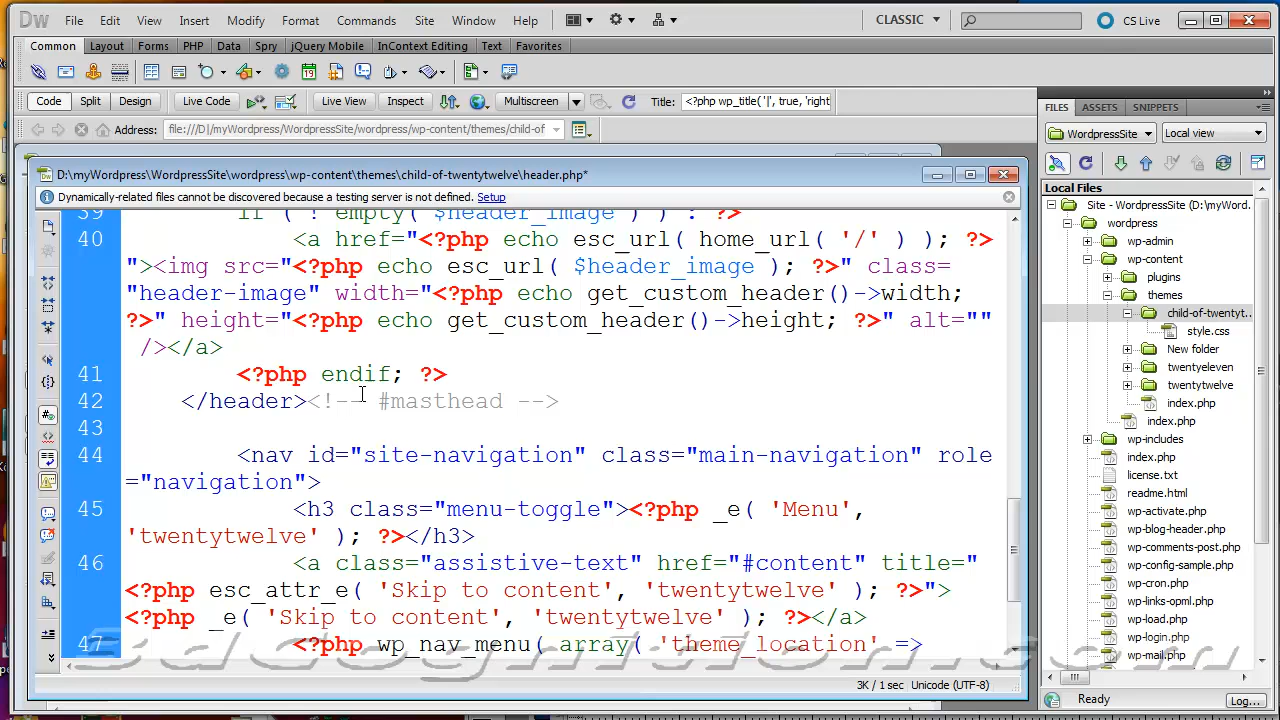 Dw File Edit View Insert Modify Format Commands Site Window Help CLASSIC CS Live
Common Layout Forms PHP Data Spry jQuery Mobile InContext Editing Text Favorites
Code Split Design Live Code Live View Inspect Multiscreen Title: <?php wp_title( '|', true, 'right
Address: file:///D|/myWordpress/WordpressSite/wordpress/wp-content/themes/child-of
D:\myWordpress\WordpressSite\wordpress\wp-content\themes\child-of-twentytwelve\header.php*
Dynamically-related files cannot be discovered because a testing server is not defined. Setup
39 if ( ! empty( $header_image ) ) : ?>
40 <a href="<?php echo esc_url( home_url( '/' ) ); ?>
"><img src="<?php echo esc_url( $header_image ); ?>" class=
"header-image" width="<?php echo get_custom_header()->width;
?>" height="<?php echo get_custom_header()->height; ?>" alt=""
/></a>
41 <?php endif; ?>
42 </header><!-- #masthead -->
43
44 <nav id="site-navigation" class="main-navigation" role
="navigation">
45 <h3 class="menu-toggle"><?php _e( 'Menu',
'twentytwelve' ); ?></h3>
46 <a class="assistive-text" href="#content" title="
<?php esc_attr_e( 'Skip to content', 'twentytwelve' ); ?>">
<?php _e( 'Skip to content', 'twentytwelve' ); ?></a>
47 <?php wp_nav_menu( array( 'theme_location' =>
3dcognition.com
3K / 1 sec Unicode (UTF-8)
FILES ASSETS SNIPPETS
WordpressSite Local view
Local Files
Site - WordpressSite (D:\myWord...
wordpress
wp-admin
wp-content
plugins
themes
child-of-twentyt...
style.css
New folder
twentyeleven
twentytwelve
index.php
index.php
wp-includes
index.php
license.txt
readme.html
wp-activate.php
wp-blog-header.php
wp-comments-post.php
wp-config-sample.php
wp-cron.php
wp-links-opml.php
wp-load.php
wp-login.php
wp-mail.php
Ready Log...